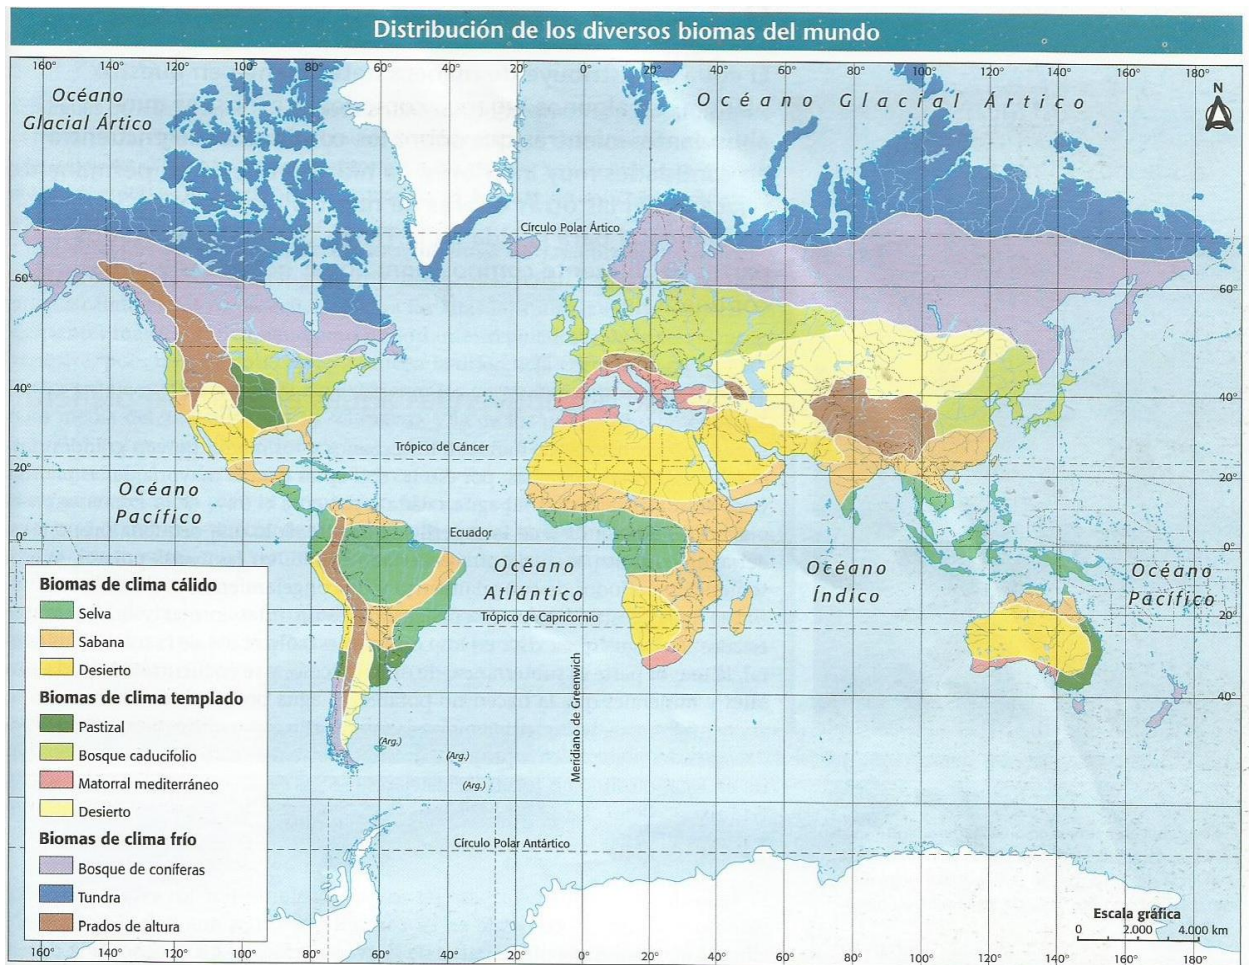 Distribución de los diversos biomas del mundo
160° 120° 100° 80° 60° 40° 20° 0° 20° 40° 60° 80° 100° 120° 140° 160° 180°
Océano
Glacial Ártico
Océano Glacial Ártico
N
Círculo Polar Ártico
60° 60°
40° 40°
Trópico de Cáncer
20° 20°
Océano
Pacífico
Ecuador
0° 0°
Océano
Atlántico
Océano
Índico
Océano
Pacífico
Trópico de Capricornio
20°
40°
Meridiano de Greenwich
(Arg.)
(Arg.)
(Arg.)
Círculo Polar Antártico
Biomas de clima cálido
Selva
Sabana
Desierto
Biomas de clima templado
Pastizal
Bosque caducifolio
Matorral mediterráneo
Desierto
Biomas de clima frío
Bosque de coníferas
Tundra
Prados de altura
Escala gráfica
0 2.000 4.000 km
160° 120° 100° 80° 60° 40° 20° 0° 20° 40° 60° 80° 100° 120° 140° 160° 180°